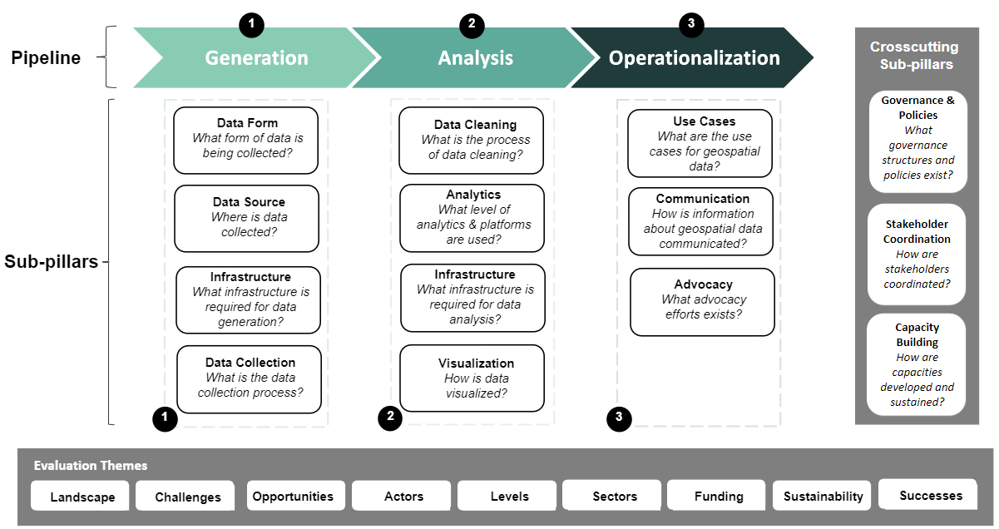 1
2
3
Pipeline
Generation
Analysis
Operationalization
Sub-pillars
Data Form
What form of data is
being collected?
Data Source
Where is data
collected?
Infrastructure
What infrastructure is
required for data
generation?
Data Collection
What is the data
collection process?
1
Data Cleaning
What is the process
of data cleaning?
Analytics
What level of
analytics & platforms
are used?
Infrastructure
What infrastructure is
required for data
analysis?
Visualization
How is data
visualized?
2
Use Cases
What are the use
cases for geospatial
data?
Communication
How is information
about geospatial data
communicated?
Advocacy
What advocacy
efforts exists?
3
Crosscutting
Sub-pillars
Governance &
Policies
What
governance
structures and
policies exist?
Stakeholder
Coordination
How are
stakeholders
coordinated?
Capacity
Building
How are
capacities
developed and
sustained?
Evaluation Themes
Landscape
Challenges
Opportunities
Actors
Levels
Sectors
Funding
Sustainability
Successes